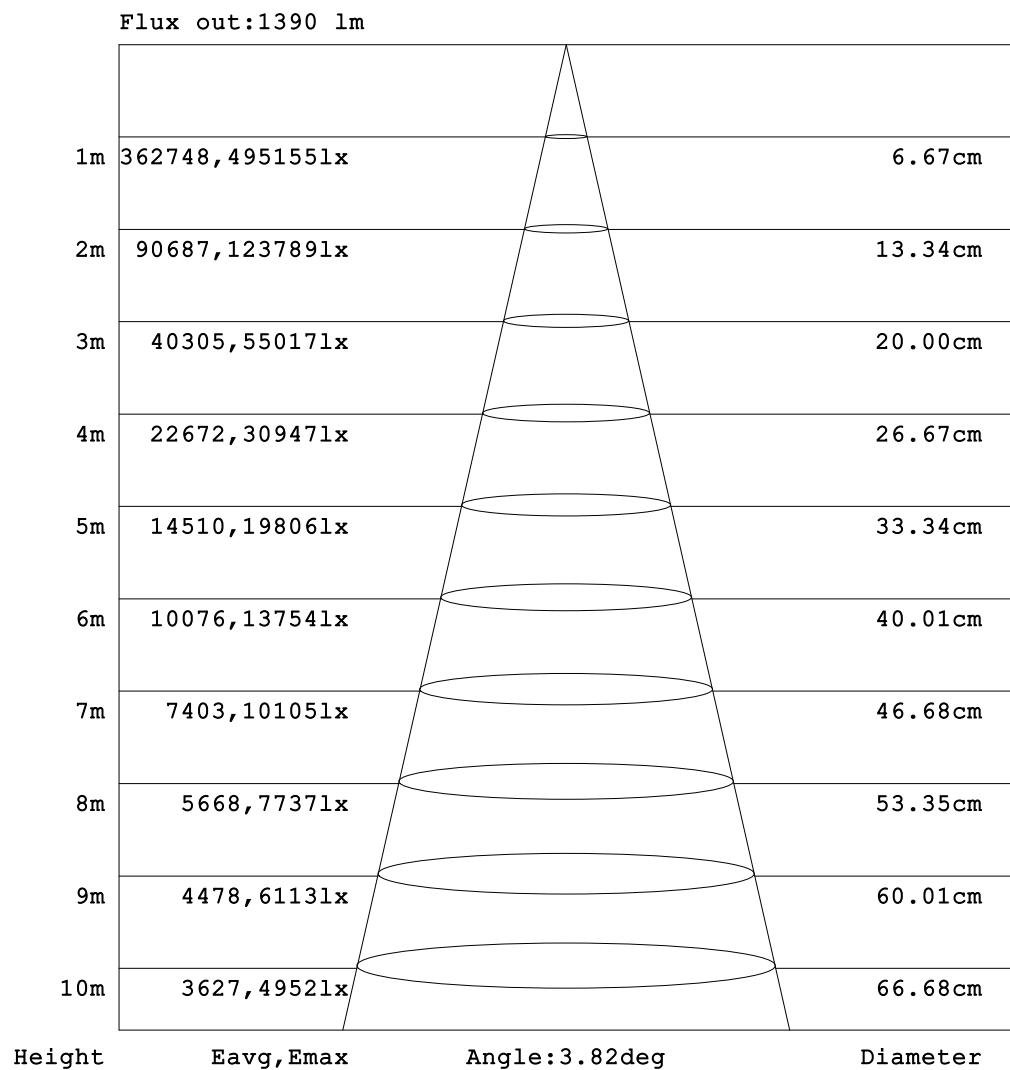 Flux out:1390 lm
1m 362748,495155lx 6.67cm
2m 90687,123789lx 13.34cm
3m 40305,55017lx 20.00cm
4m 22672,30947lx 26.67cm
5m 14510,19806lx 33.34cm
6m 10076,13754lx 40.01cm
7m 7403,10105lx 46.68cm
8m 5668,7737lx 53.35cm
9m 4478,6113lx 60.01cm
10m 3627,4952lx 66.68cm
Height Eavg,Emax Angle:3.82deg Diameter